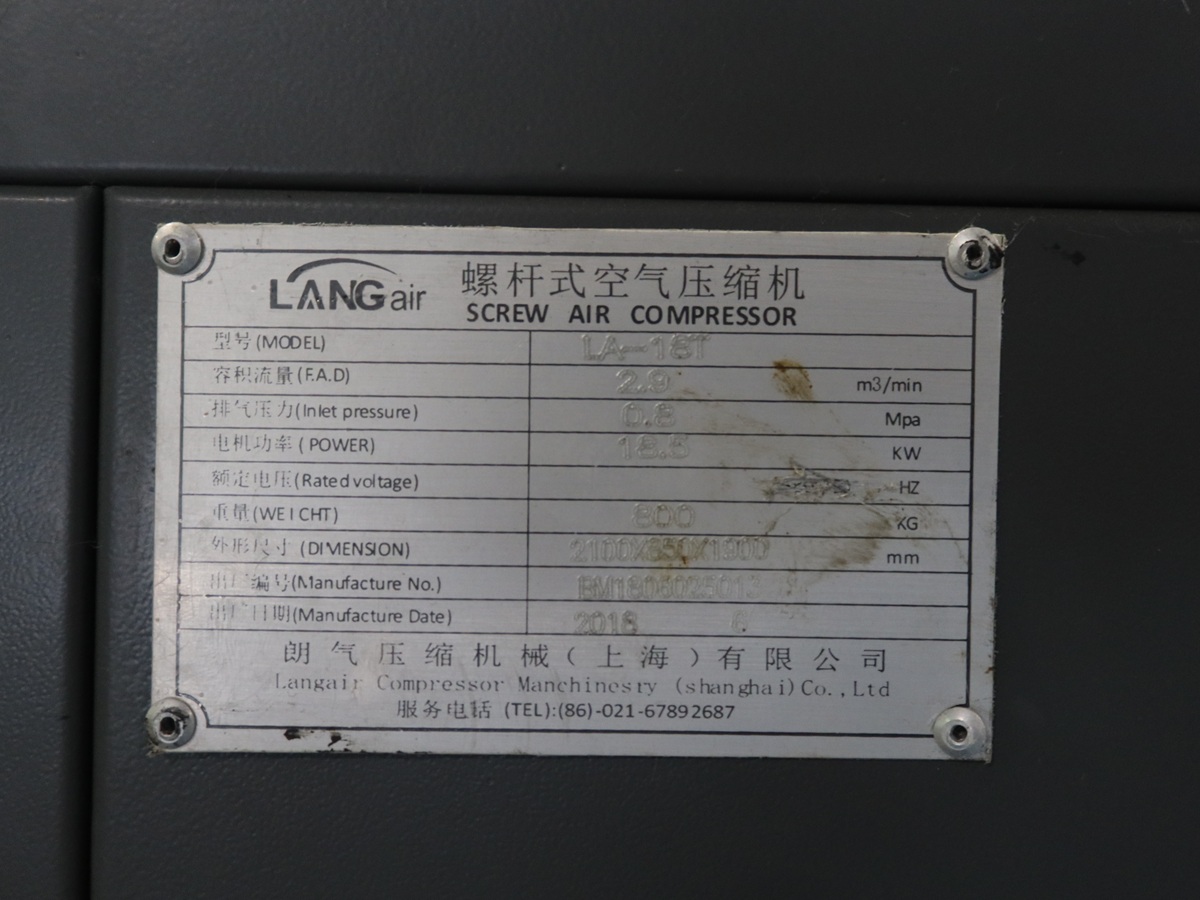 LANGair 螺杆式空气压缩机
SCREW AIR COMPRESSOR
型号(MODEL) LA-18T
容积流量(F.A.D) 2.9 m3/min
排气压力(Inlet pressure) 0.8 Mpa
电机功率(POWER) 18.5 KW
额定电压(Rated voltage) HZ
重量(WEICHT) 800 KG
外形尺寸(DIMENSION) 2100X850X1900 mm
出厂编号(Manufacture No.)
出厂日期(Manufacture Date) 2018 6
朗气压缩机械(上海)有限公司
Langair Compressor Manchinesry (shanghai)Co.,Ltd
服务电话 (TEL):(86)-021-67892687